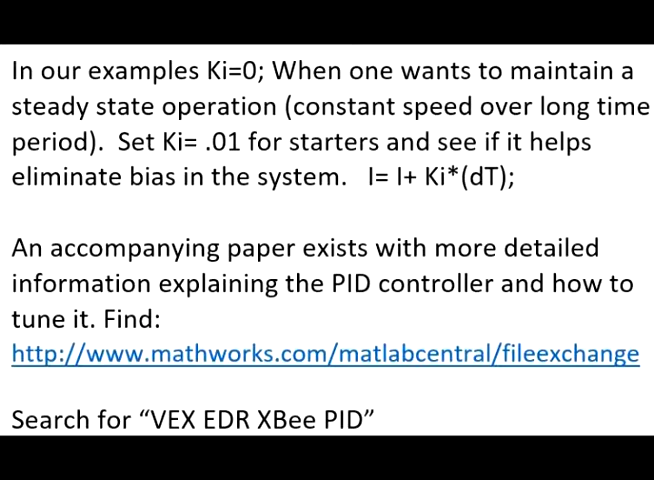 In our examples Ki=0; When one wants to maintain a
steady state operation (constant speed over long time
period).  Set Ki= .01 for starters and see if it helps
eliminate bias in the system.   I= I+ Ki*(dT);
An accompanying paper exists with more detailed
information explaining the PID controller and how to
tune it. Find:
http://www.mathworks.com/matlabcentral/fileexchange
Search for “VEX EDR XBee PID”